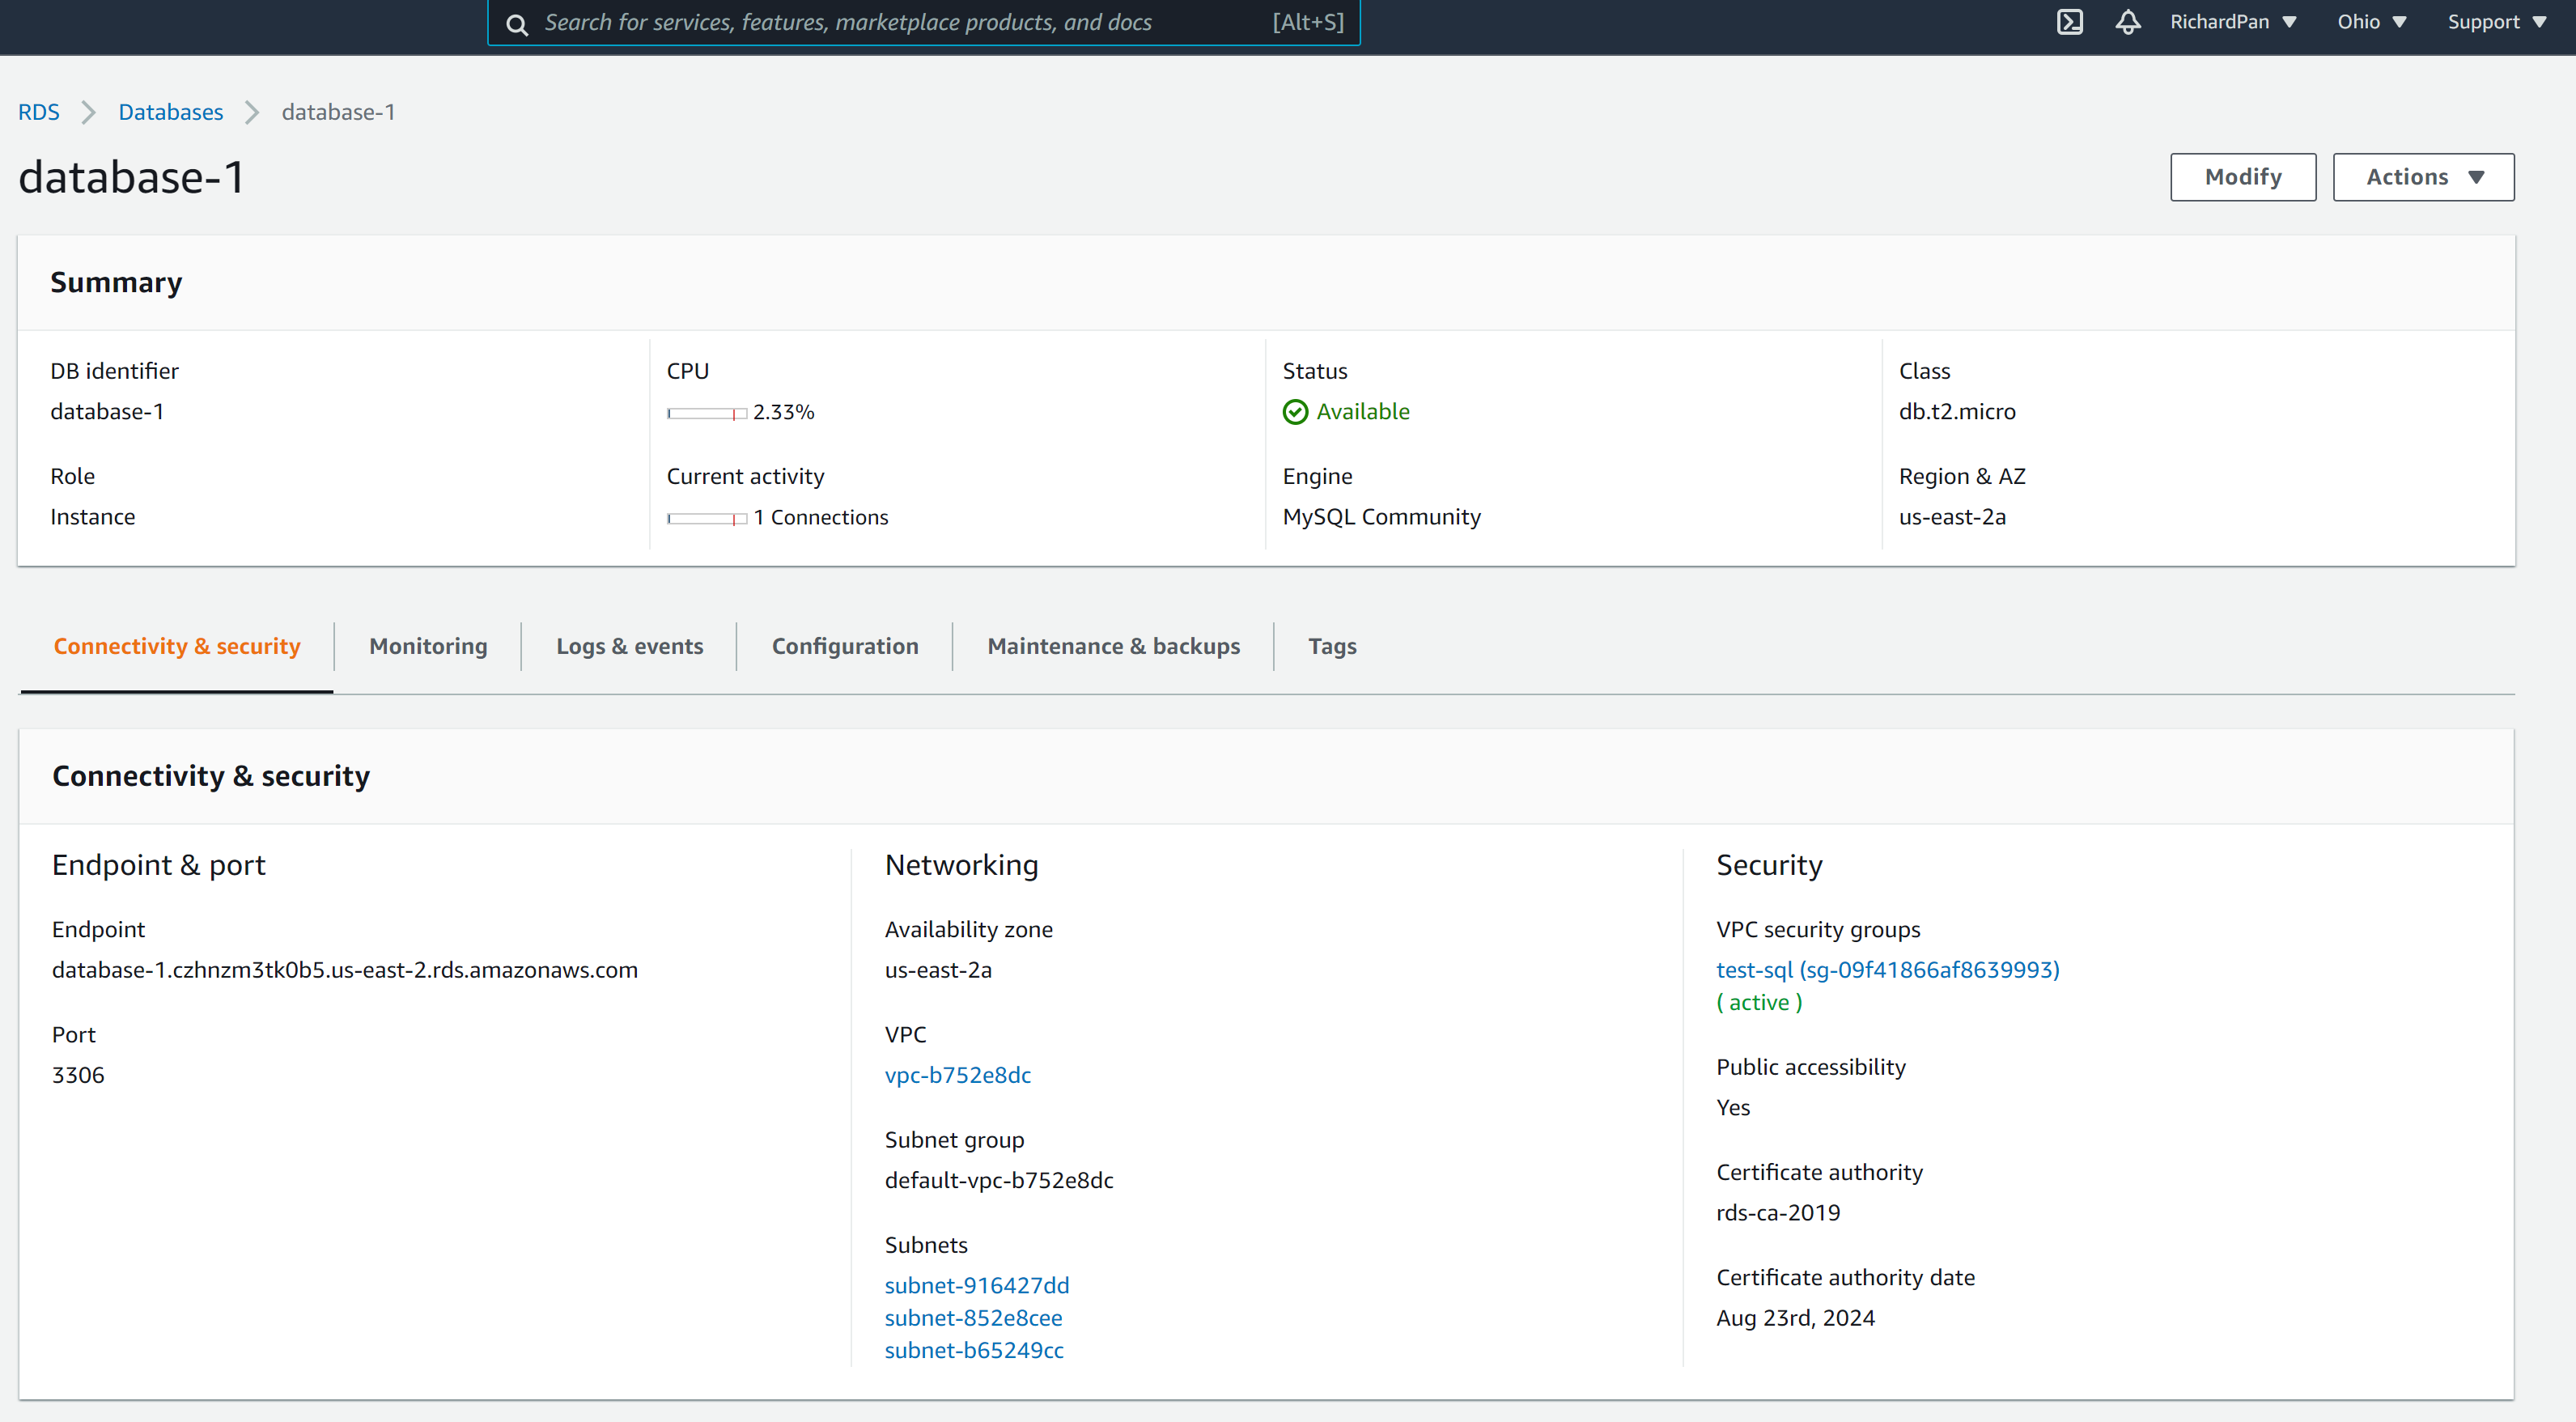 Search for services, features, marketplace products, and docs [Alt+S] RichardPan Ohio Support
RDS Databases database-1
database-1
Modify Actions
Summary
DB identifier
database-1
Role
Instance
CPU
2.33%
Current activity
1 Connections
Status
Available
Engine
MySQL Community
Class
db.t2.micro
Region & AZ
us-east-2a
Connectivity & security Monitoring Logs & events Configuration Maintenance & backups Tags
Connectivity & security
Endpoint & port
Endpoint
database-1.czhnzm3tk0b5.us-east-2.rds.amazonaws.com
Port
3306
Networking
Availability zone
us-east-2a
VPC
vpc-b752e8dc
Subnet group
default-vpc-b752e8dc
Subnets
subnet-916427dd
subnet-852e8cee
subnet-b65249cc
Security
VPC security groups
test-sql (sg-09f41866af8639993)
( active )
Public accessibility
Yes
Certificate authority
rds-ca-2019
Certificate authority date
Aug 23rd, 2024